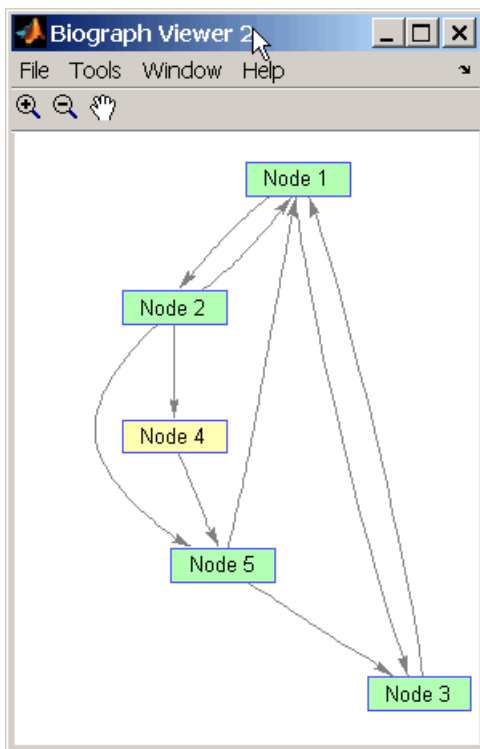 Biograph Viewer 2
File Tools Window Help
Node 1
Node 2
Node 4
Node 5
Node 3